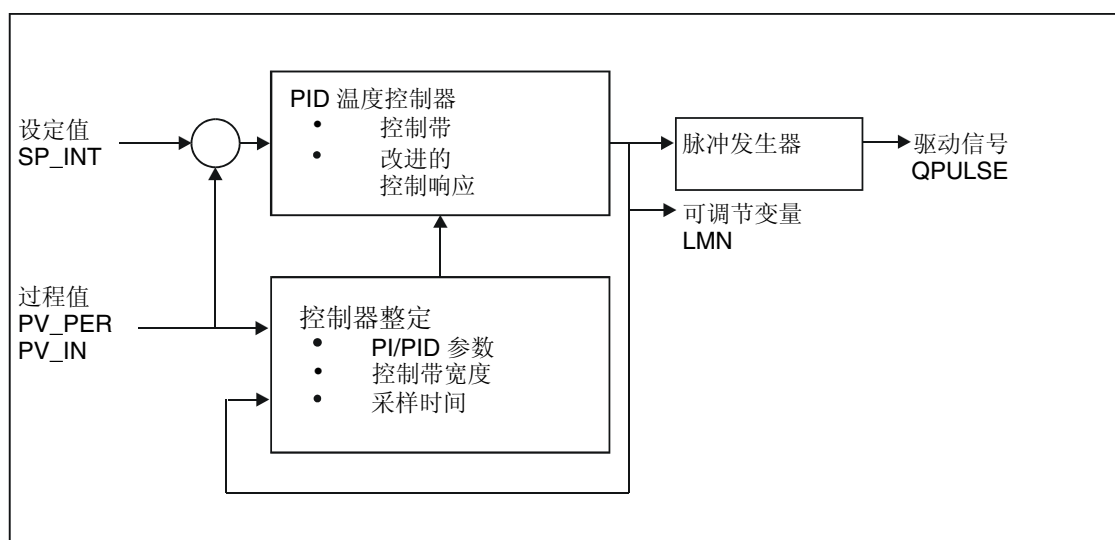 PID 温度控制器
• 控制带
• 改进的
控制响应
设定值
SP_INT
脉冲发生器
驱动信号
QPULSE
可调节变量
LMN
过程值
PV_PER
PV_IN
控制器整定
• PI/PID 参数
• 控制带宽度
• 采样时间